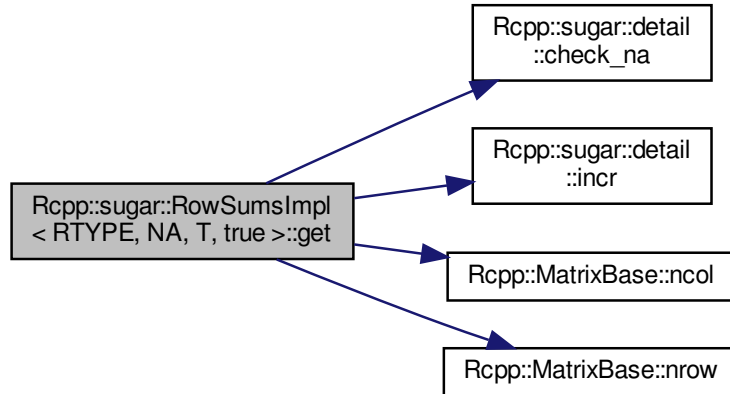 Rcpp::sugar::detail
::check_na
Rcpp::sugar::detail
::incr
Rcpp::sugar::RowSumsImpl
< RTYPE, NA, T, true >::get
Rcpp::MatrixBase::ncol
Rcpp::MatrixBase::nrow